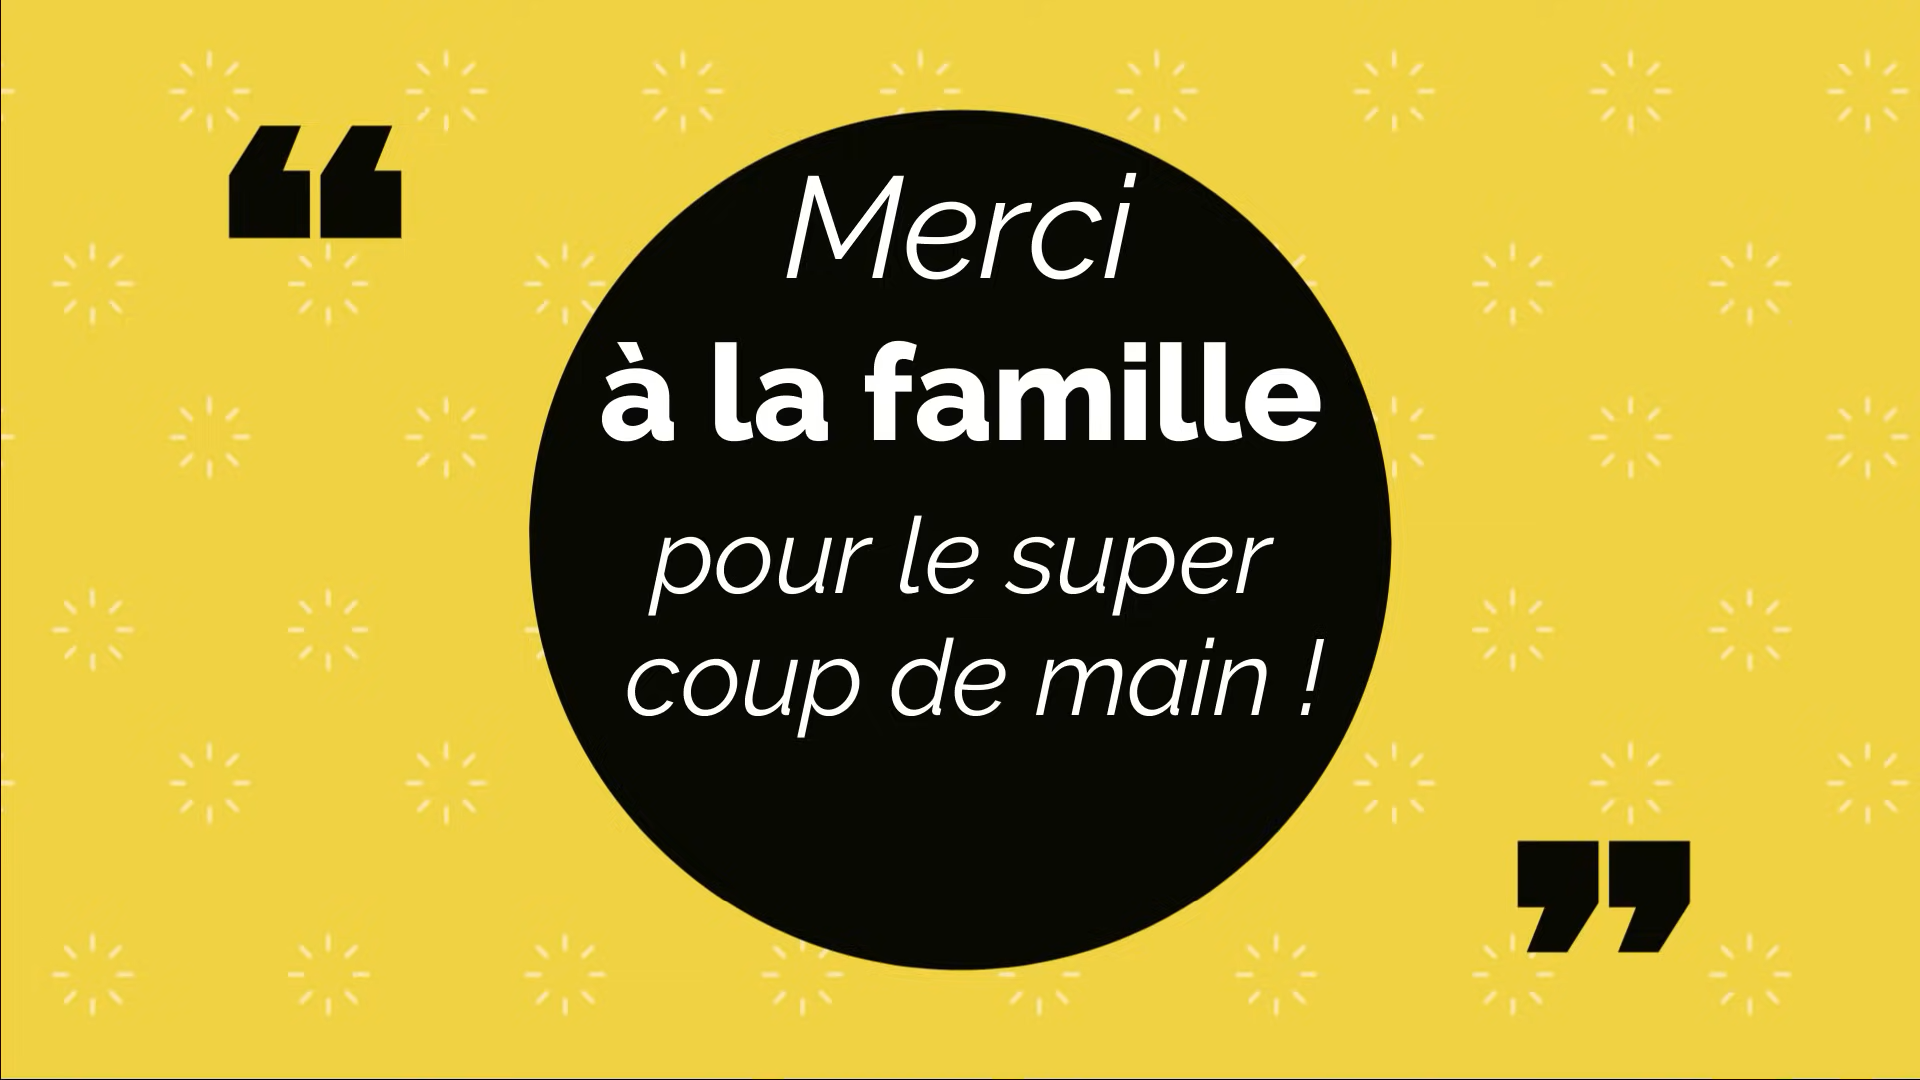 “
Merci
à la famille
pour le super
coup de main !
”